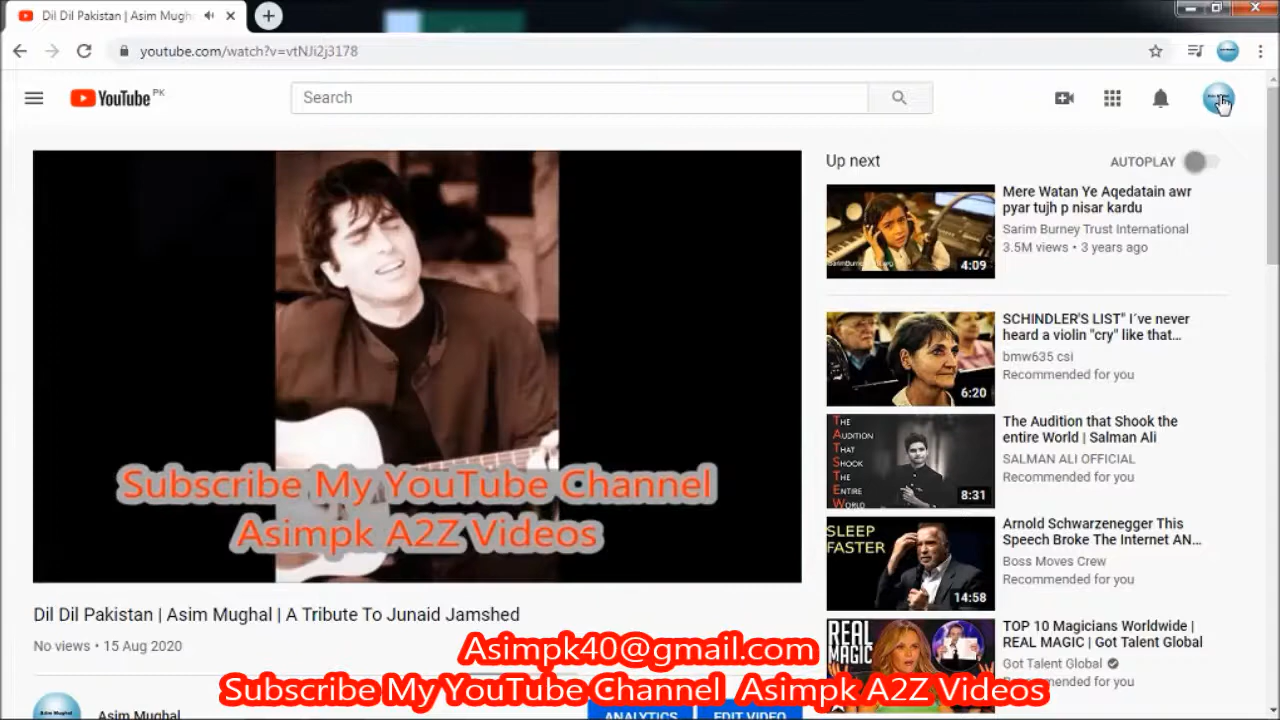 Dil Dil Pakistan | Asim Mugh
youtube.com/watch?v=vtNJi2j3178
YouTube PK
Search
Up next
AUTOPLAY
Mere Watan Ye Aqedatain awr
pyar tujh p nisar kardu
Sarim Burney Trust International
3.5M views • 3 years ago
4:09
SCHINDLER'S LIST" I´ve never
heard a violin "cry" like that...
bmw635 csi
Recommended for you
6:20
THE
AUDITION
THAT
SHOOK
THE
ENTIRE
WORLD
8:31
The Audition that Shook the
entire World | Salman Ali
SALMAN ALI OFFICIAL
Recommended for you
SLEEP
FASTER
14:58
Arnold Schwarzenegger This
Speech Broke The Internet AN...
Boss Moves Crew
Recommended for you
REAL
MAGIC
TOP 10 Magicians Worldwide |
REAL MAGIC | Got Talent Global
Got Talent Global
Recommended for you
Subscribe My YouTube Channel
Asimpk A2Z Videos
Dil Dil Pakistan | Asim Mughal | A Tribute To Junaid Jamshed
No views • 15 Aug 2020
Asimpk40@gmail.com
Subscribe My YouTube Channel Asimpk A2Z Videos
Asim Mughal
Asim Mughal
ANALYTICS
EDIT VIDEO